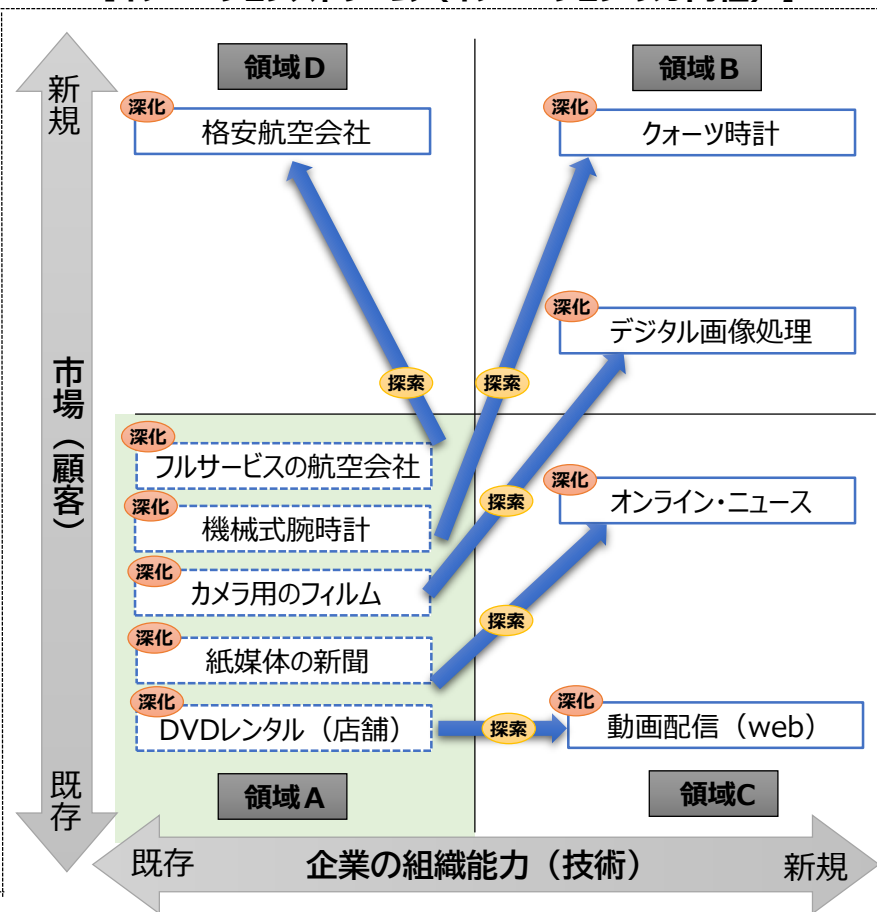 領域D
領域B
新規
深化
格安航空会社
深化
クォーツ時計
深化
デジタル画像処理
探索
探索
市場（顧客）
深化
フルサービスの航空会社
深化
機械式腕時計
探索
深化
オンライン・ニュース
深化
カメラ用のフィルム
探索
深化
紙媒体の新聞
深化
DVDレンタル（店舗）
探索
深化
動画配信（web）
既存
領域A
領域C
既存
企業の組織能力（技術）
新規